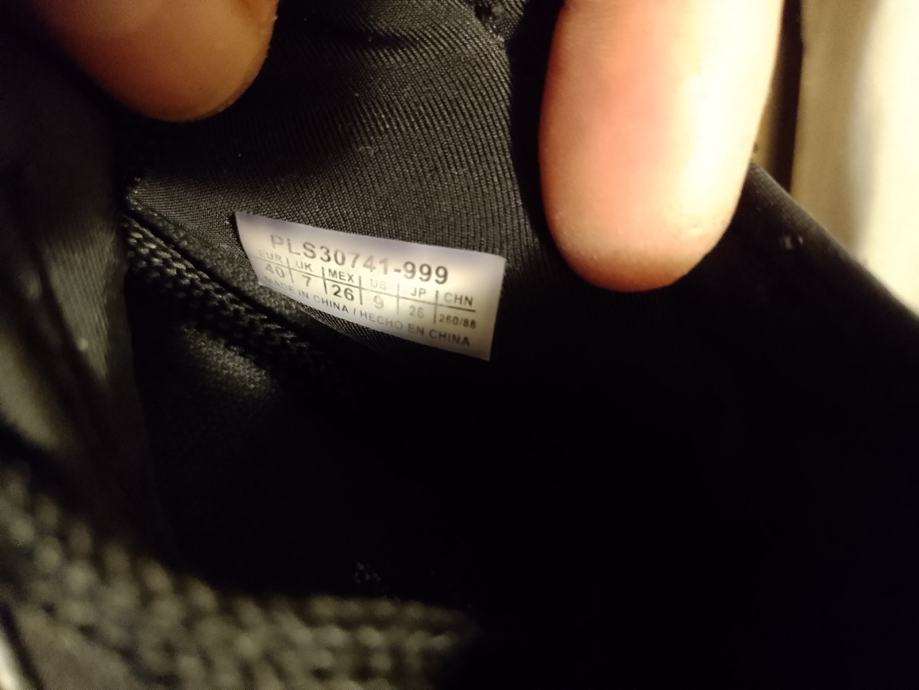 PLS30741-999
EUR UK MEX US JP CHN
40 7 26 9 26 260/88
MADE IN CHINA / HECHO EN CHINA